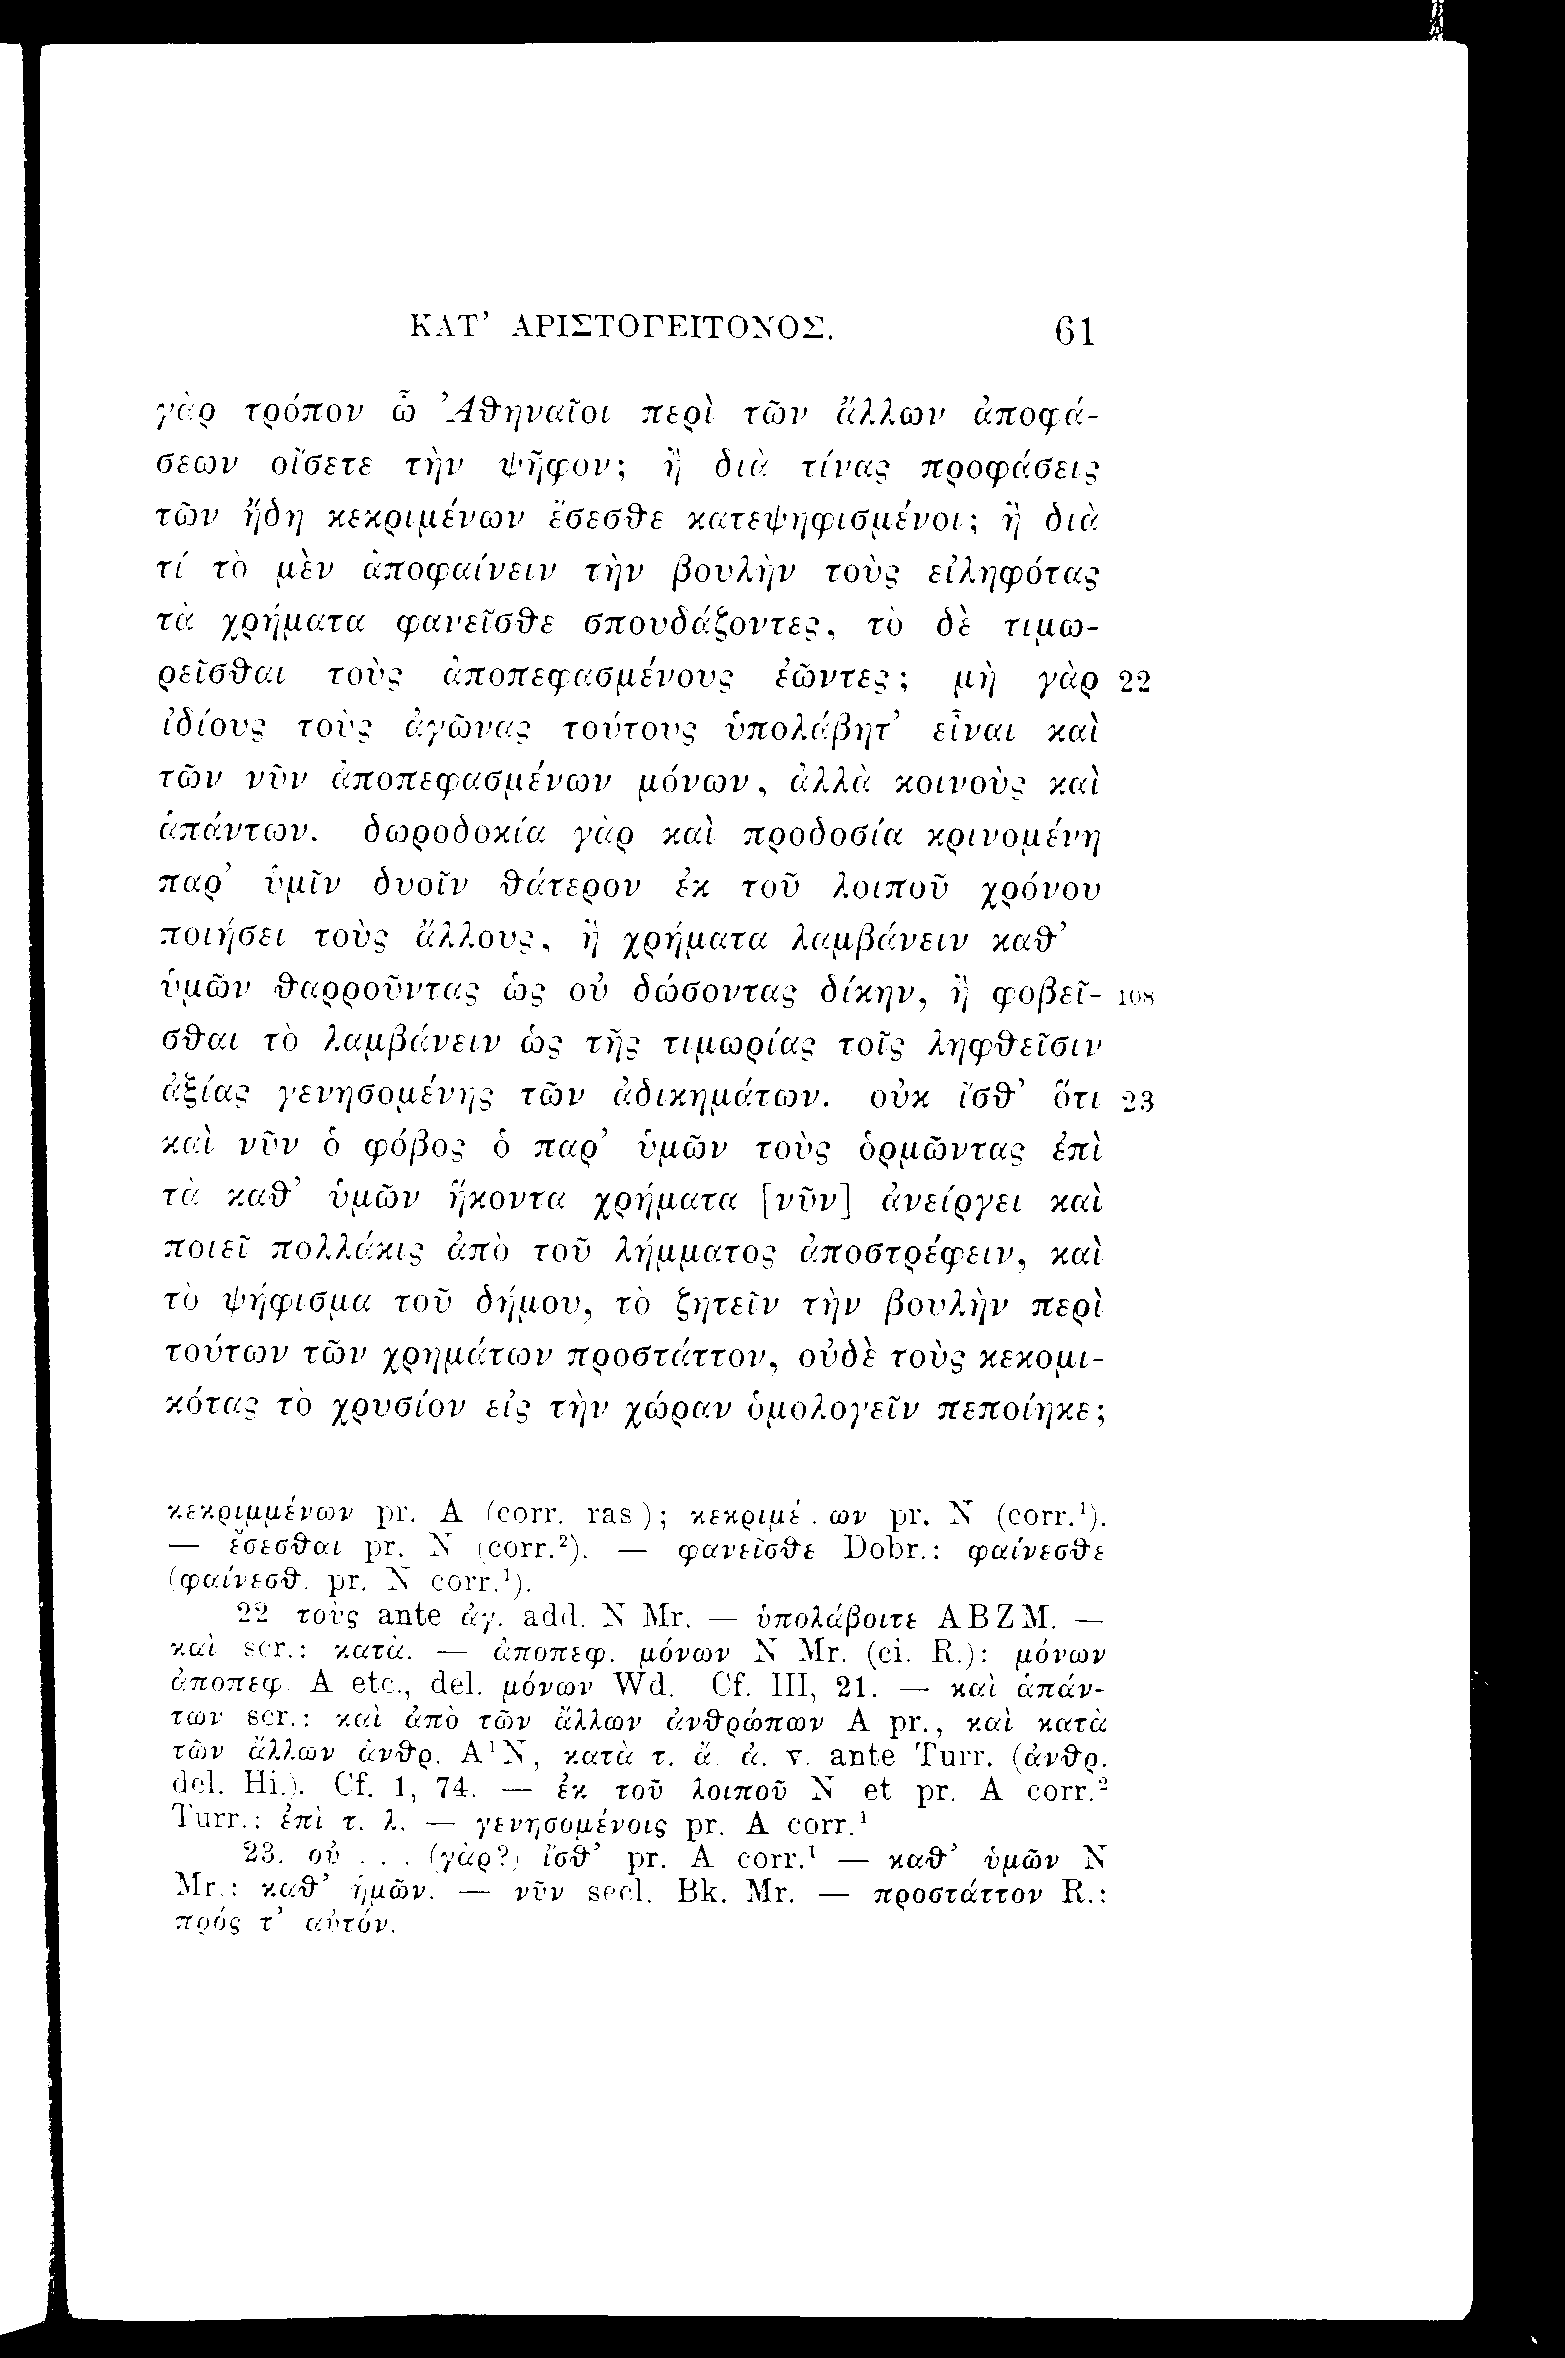 ΚΑΤ’ ΑΡΙΣΤΟΓΕΙΤΟΝΟΣ. 61
γὰρ τρόπον ὦ Ἀθηναῖοι περὶ τῶν ἄλλων ἀποφά-
σεων οἴσετε τὴν ψῆφον; ἢ διὰ τίνας προφάσεις
τῶν ἤδη κεκριμένων ἔσεσθε κατεψηφισμένοι; ἢ διὰ
τί τὸ μὲν ἀποφαίνειν τὴν βουλὴν τοὺς εἰληφότας
τὰ χρήματα φανεῖσθε σπουδάζοντες, τὸ δὲ τιμω-
ρεῖσθαι τοὺς ἀποπεφασμένους ἐῶντες; μὴ γὰρ 22
ἰδίους τοὺς ἀγῶνας τούτους ὑπολάβητ’ εἶναι καὶ
τῶν νῦν ἀποπεφασμένων μόνων, ἀλλὰ κοινοὺς καὶ
ἁπάντων. δωροδοκία γὰρ καὶ προδοσία κρινομένη
παρ’ ὑμῖν δυοῖν θάτερον ἐκ τοῦ λοιποῦ χρόνου
ποιήσει τοὺς ἄλλους, ἢ χρήματα λαμβάνειν καθ’
ὑμῶν θαρροῦντας ὡς οὐ δώσοντας δίκην, ἢ φοβεῖ- 108
σθαι τὸ λαμβάνειν ὡς τῆς τιμωρίας τοῖς ληφθεῖσιν
ἀξίας γενησομένης τῶν ἀδικημάτων. οὐκ ἴσθ’ ὅτι 23
καὶ νῦν ὁ φόβος ὁ παρ’ ὑμῶν τοὺς ὁρμῶντας ἐπὶ
τὰ καθ’ ὑμῶν ἥκοντα χρήματα [νῦν] ἀνείργει καὶ
ποιεῖ πολλάκις ἀπὸ τοῦ λήμματος ἀποστρέφειν, καὶ
τὸ ψήφισμα τοῦ δήμου, τὸ ζητεῖν τὴν βουλὴν περὶ
τούτων τῶν χρημάτων προστάττον, οὐδὲ τοὺς κεκομι-
κότας τὸ χρυσίον εἰς τὴν χώραν ὁμολογεῖν πεποίηκε;
κεκριμμένων pr. A (corr. ras); κεκριμέ . ων pr. N (corr.¹).
— ἔσεσθαι pr. N (corr.²). — φανεῖσθε Dobr.: φαίνεσθε
(φαίνεσθ. pr. N corr.¹).
22 τοὺς ante ἀγ. add. N Mr. — ὑπολάβοιτε ABZM. —
καὶ scr.: κατὰ. — ἀποπεφ. μόνων N Mr. (ci. R.): μόνων
ἀποπεφ. A etc., del. μόνων Wd. Cf. III, 21. — καὶ ἁπάν-
των scr.: καὶ ἀπὸ τῶν ἄλλων ἀνθρώπων A pr., καὶ κατὰ
τῶν ἄλλων ἀνθρ. A¹N, κατὰ τ. ἄ. ἀ. v. ante Turr. (ἀνθρ.
del. Hi.). Cf. 1, 74. — ἐκ τοῦ λοιποῦ N et pr. A corr.²
Turr.: ἐπὶ τ. λ. — γενησομένοις pr. A corr.¹
23. οὐ . . . (γὰρ?) ἴσθ’ pr. A corr.¹ — καθ’ ὑμῶν N
Mr.: καθ’ ἡμῶν. — νῦν secl. Bk. Mr. — προστάττον R.:
πρός τ’ αὐτόν.